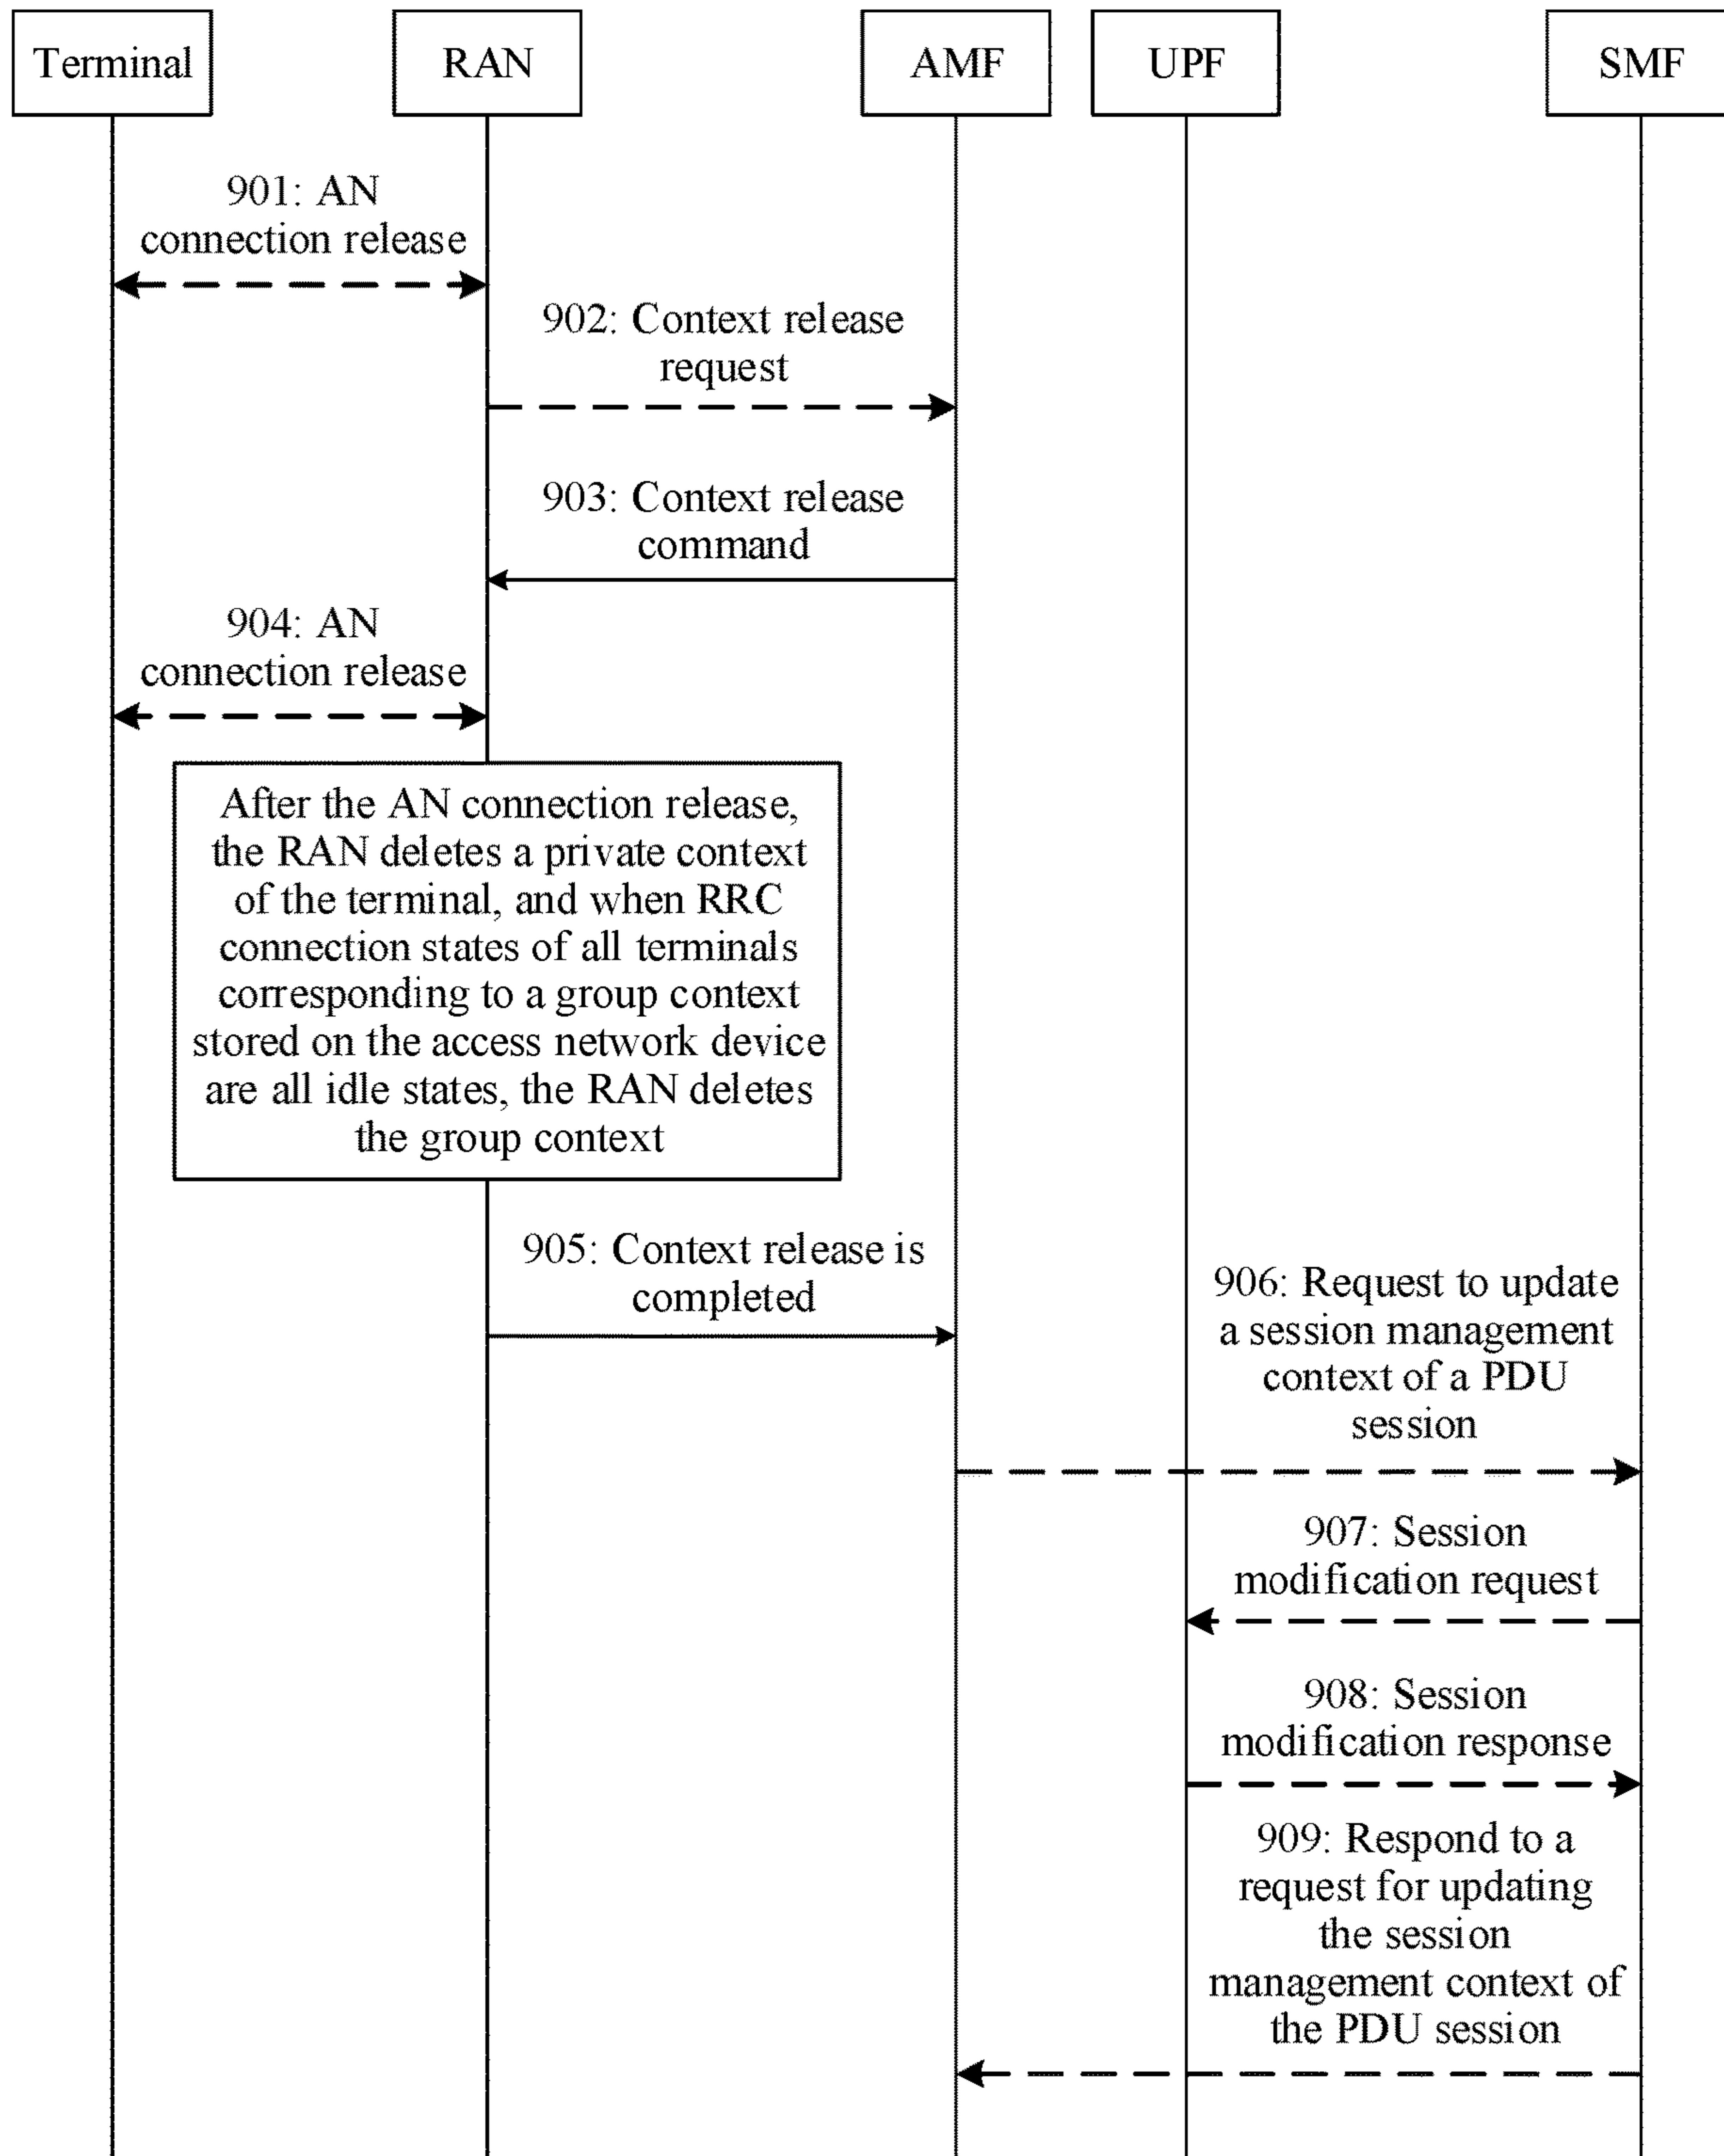 Terminal
RAN
AMF
UPF
SMF
901: AN
connection release
902: Context release
request
903: Context release
command
904: AN
connection release
After the AN connection release,
the RAN deletes a private context
of the terminal, and when RRC
connection states of all terminals
corresponding to a group context
stored on the access network device
are all idle states, the RAN deletes
the group context
905: Context release is
completed
906: Request to update
a session management
context of a PDU
session
907: Session
modification request
908: Session
modification response
909: Respond to a
request for updating
the session
management context of
the PDU session